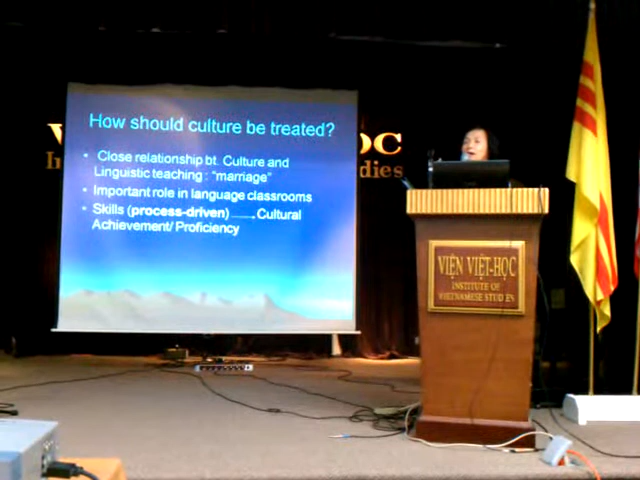 How should culture be treated?
• Close relationship bt. Culture and
Linguistic teaching : "marriage"
• Important role in language classrooms
• Skills (process-driven) → Cultural
Achievement/ Proficiency
VIỆN VIỆT-HỌC
INSTITUTE OF
VIETNAMESE STUDIES